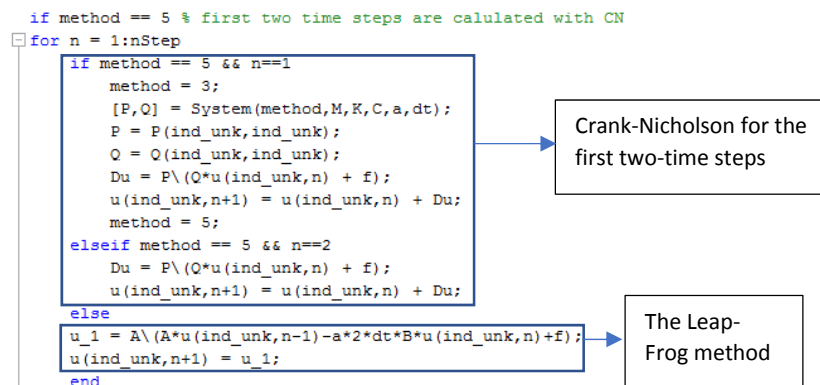 if method == 5 % first two time steps are calulated with CN
for n = 1:nStep
if method == 5 && n==1
method = 3;
[P,Q] = System(method,M,K,C,a,dt);
P = P(ind_unk,ind_unk);
Q = Q(ind_unk,ind_unk);
Du = P\(Q*u(ind_unk,n) + f);
u(ind_unk,n+1) = u(ind_unk,n) + Du;
method = 5;
elseif method == 5 && n==2
Du = P\(Q*u(ind_unk,n) + f);
u(ind_unk,n+1) = u(ind_unk,n) + Du;
else
u_1 = A\(A*u(ind_unk,n-1)-a*2*dt*B*u(ind_unk,n)+f);
u(ind_unk,n+1) = u_1;
end
Crank-Nicholson for the
first two-time steps
The Leap-
Frog method